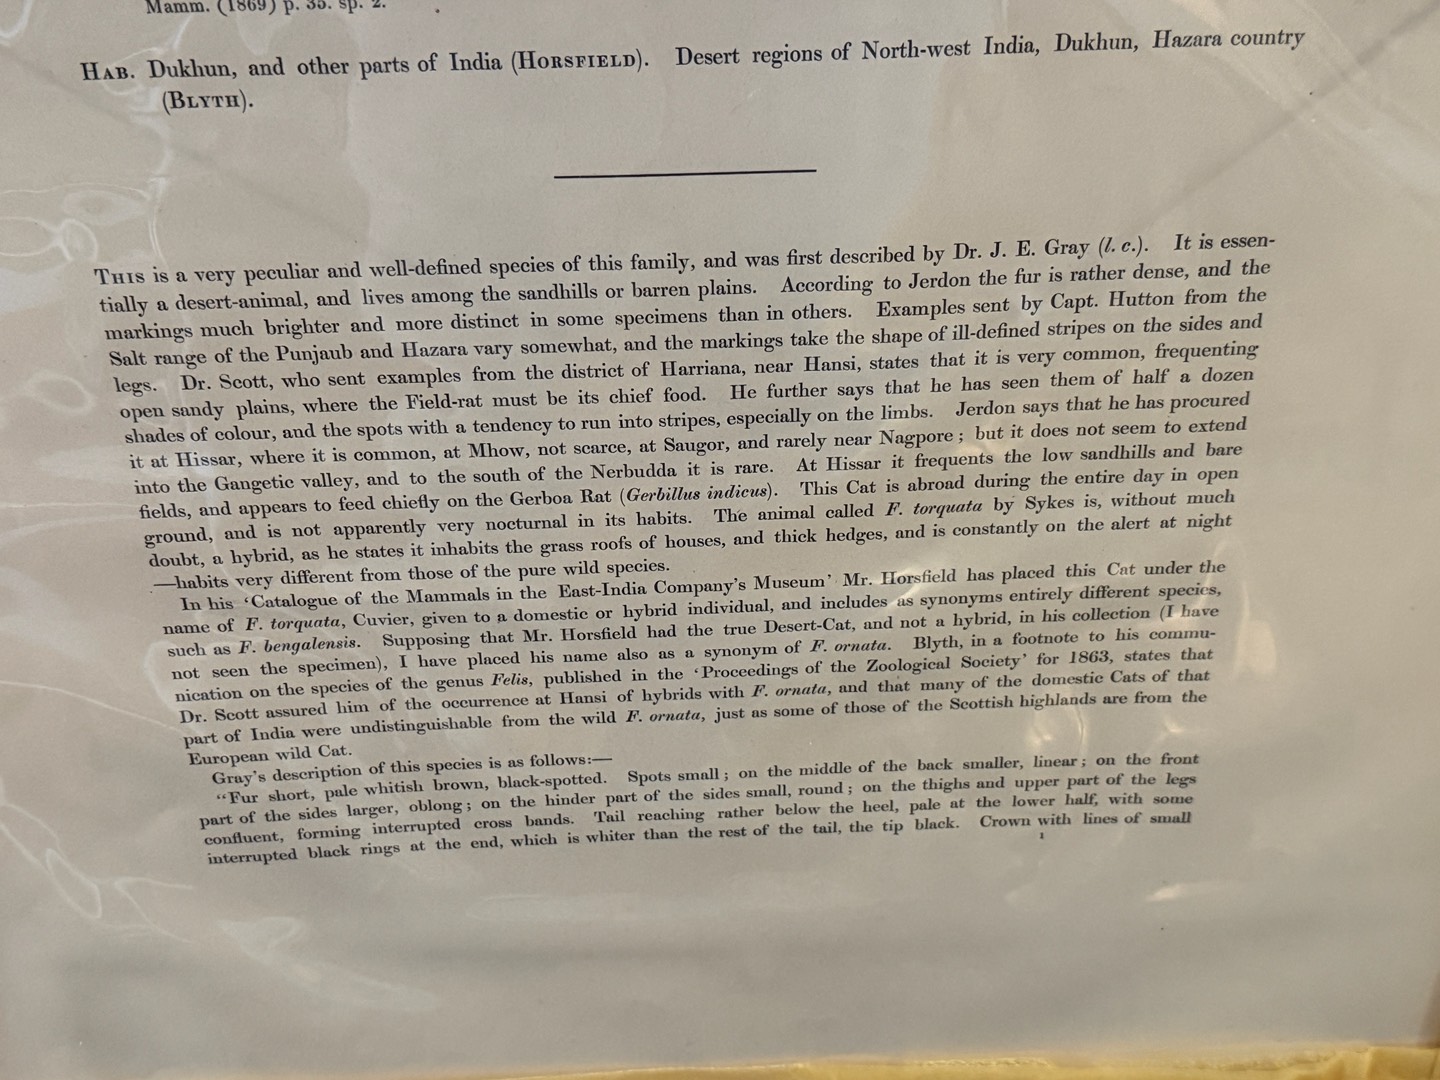 Mamm. (1869) p. 35. sp. 2.
HAB. Dukhun, and other parts of India (HORSFIELD). Desert regions of North-west India, Dukhun, Hazara country
(BLYTH).
THIS is a very peculiar and well-defined species of this family, and was first described by Dr. J. E. Gray (l. c.). It is essen-
tially a desert-animal, and lives among the sandhills or barren plains. According to Jerdon the fur is rather dense, and the
markings much brighter and more distinct in some specimens than in others. Examples sent by Capt. Hutton from the
Salt range of the Punjaub and Hazara vary somewhat, and the markings take the shape of ill-defined stripes on the sides and
legs. Dr. Scott, who sent examples from the district of Harriana, near Hansi, states that it is very common, frequenting
open sandy plains, where the Field-rat must be its chief food. He further says that he has seen them of half a dozen
shades of colour, and the spots with a tendency to run into stripes, especially on the limbs. Jerdon says that he has procured
it at Hissar, where it is common, at Mhow, not scarce, at Saugor, and rarely near Nagpore; but it does not seem to extend
into the Gangetic valley, and to the south of the Nerbudda it is rare. At Hissar it frequents the low sandhills and bare
fields, and appears to feed chiefly on the Gerboa Rat (Gerbillus indicus). This Cat is abroad during the entire day in open
ground, and is not apparently very nocturnal in its habits. The animal called F. torquata by Sykes is, without much
doubt, a hybrid, as he states it inhabits the grass roofs of houses, and thick hedges, and is constantly on the alert at night
—habits very different from those of the pure wild species.
In his ‘Catalogue of the Mammals in the East-India Company’s Museum’ Mr. Horsfield has placed this Cat under the
name of F. torquata, Cuvier, given to a domestic or hybrid individual, and includes as synonyms entirely different species,
such as F. bengalensis. Supposing that Mr. Horsfield had the true Desert-Cat, and not a hybrid, in his collection (I have
not seen the specimen), I have placed his name also as a synonym of F. ornata. Blyth, in a footnote to his commu-
nication on the species of the genus Felis, published in the ‘Proceedings of the Zoological Society’ for 1863, states that
Dr. Scott assured him of the occurrence at Hansi of hybrids with F. ornata, and that many of the domestic Cats of that
part of India were undistinguishable from the wild F. ornata, just as some of those of the Scottish highlands are from the
European wild Cat.
Gray’s description of this species is as follows:—
“Fur short, pale whitish brown, black-spotted. Spots small; on the middle of the back smaller, linear; on the front
part of the sides larger, oblong; on the hinder part of the sides small, round; on the thighs and upper part of the legs
confluent, forming interrupted cross bands. Tail reaching rather below the heel, pale at the lower half, with some
interrupted black rings at the end, which is whiter than the rest of the tail, the tip black. Crown with lines of small
1